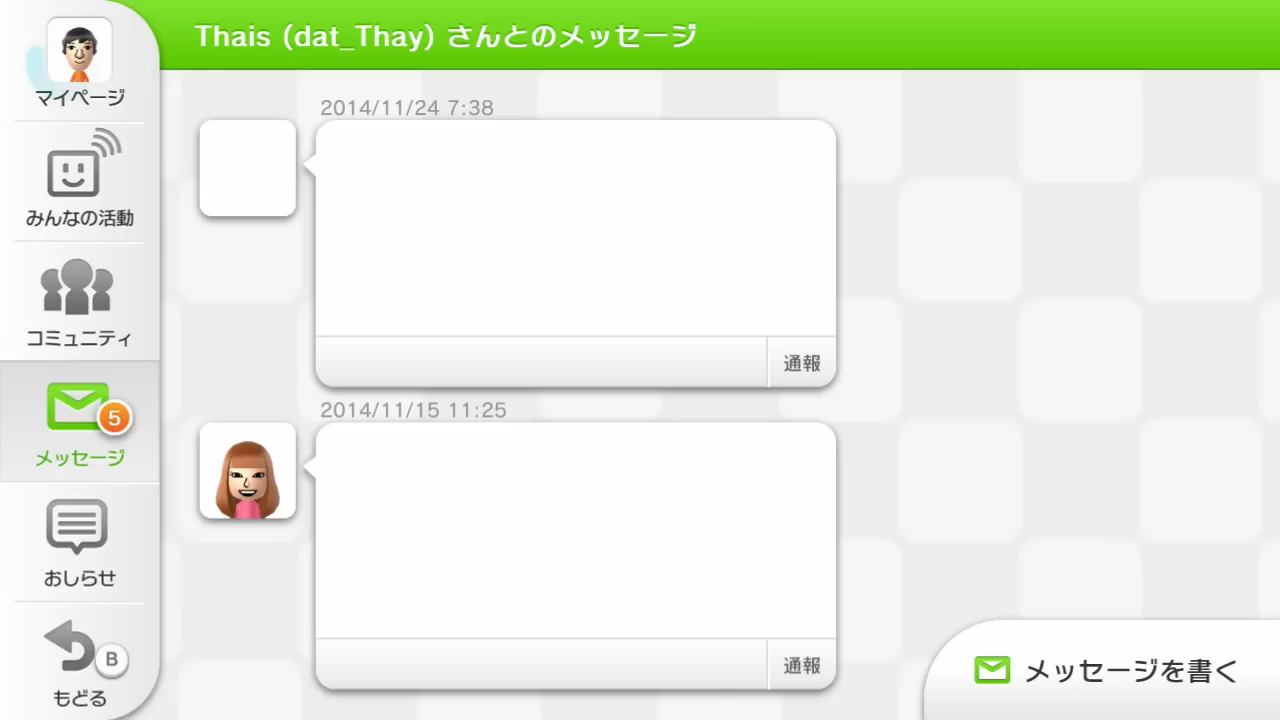 Thais (dat_Thay) さんとのメッセージ
マイページ
みんなの活動
コミュニティ
5
メッセージ
おしらせ
B
もどる
2014/11/24 7:38
通報
2014/11/15 11:25
通報
メッセージを書く